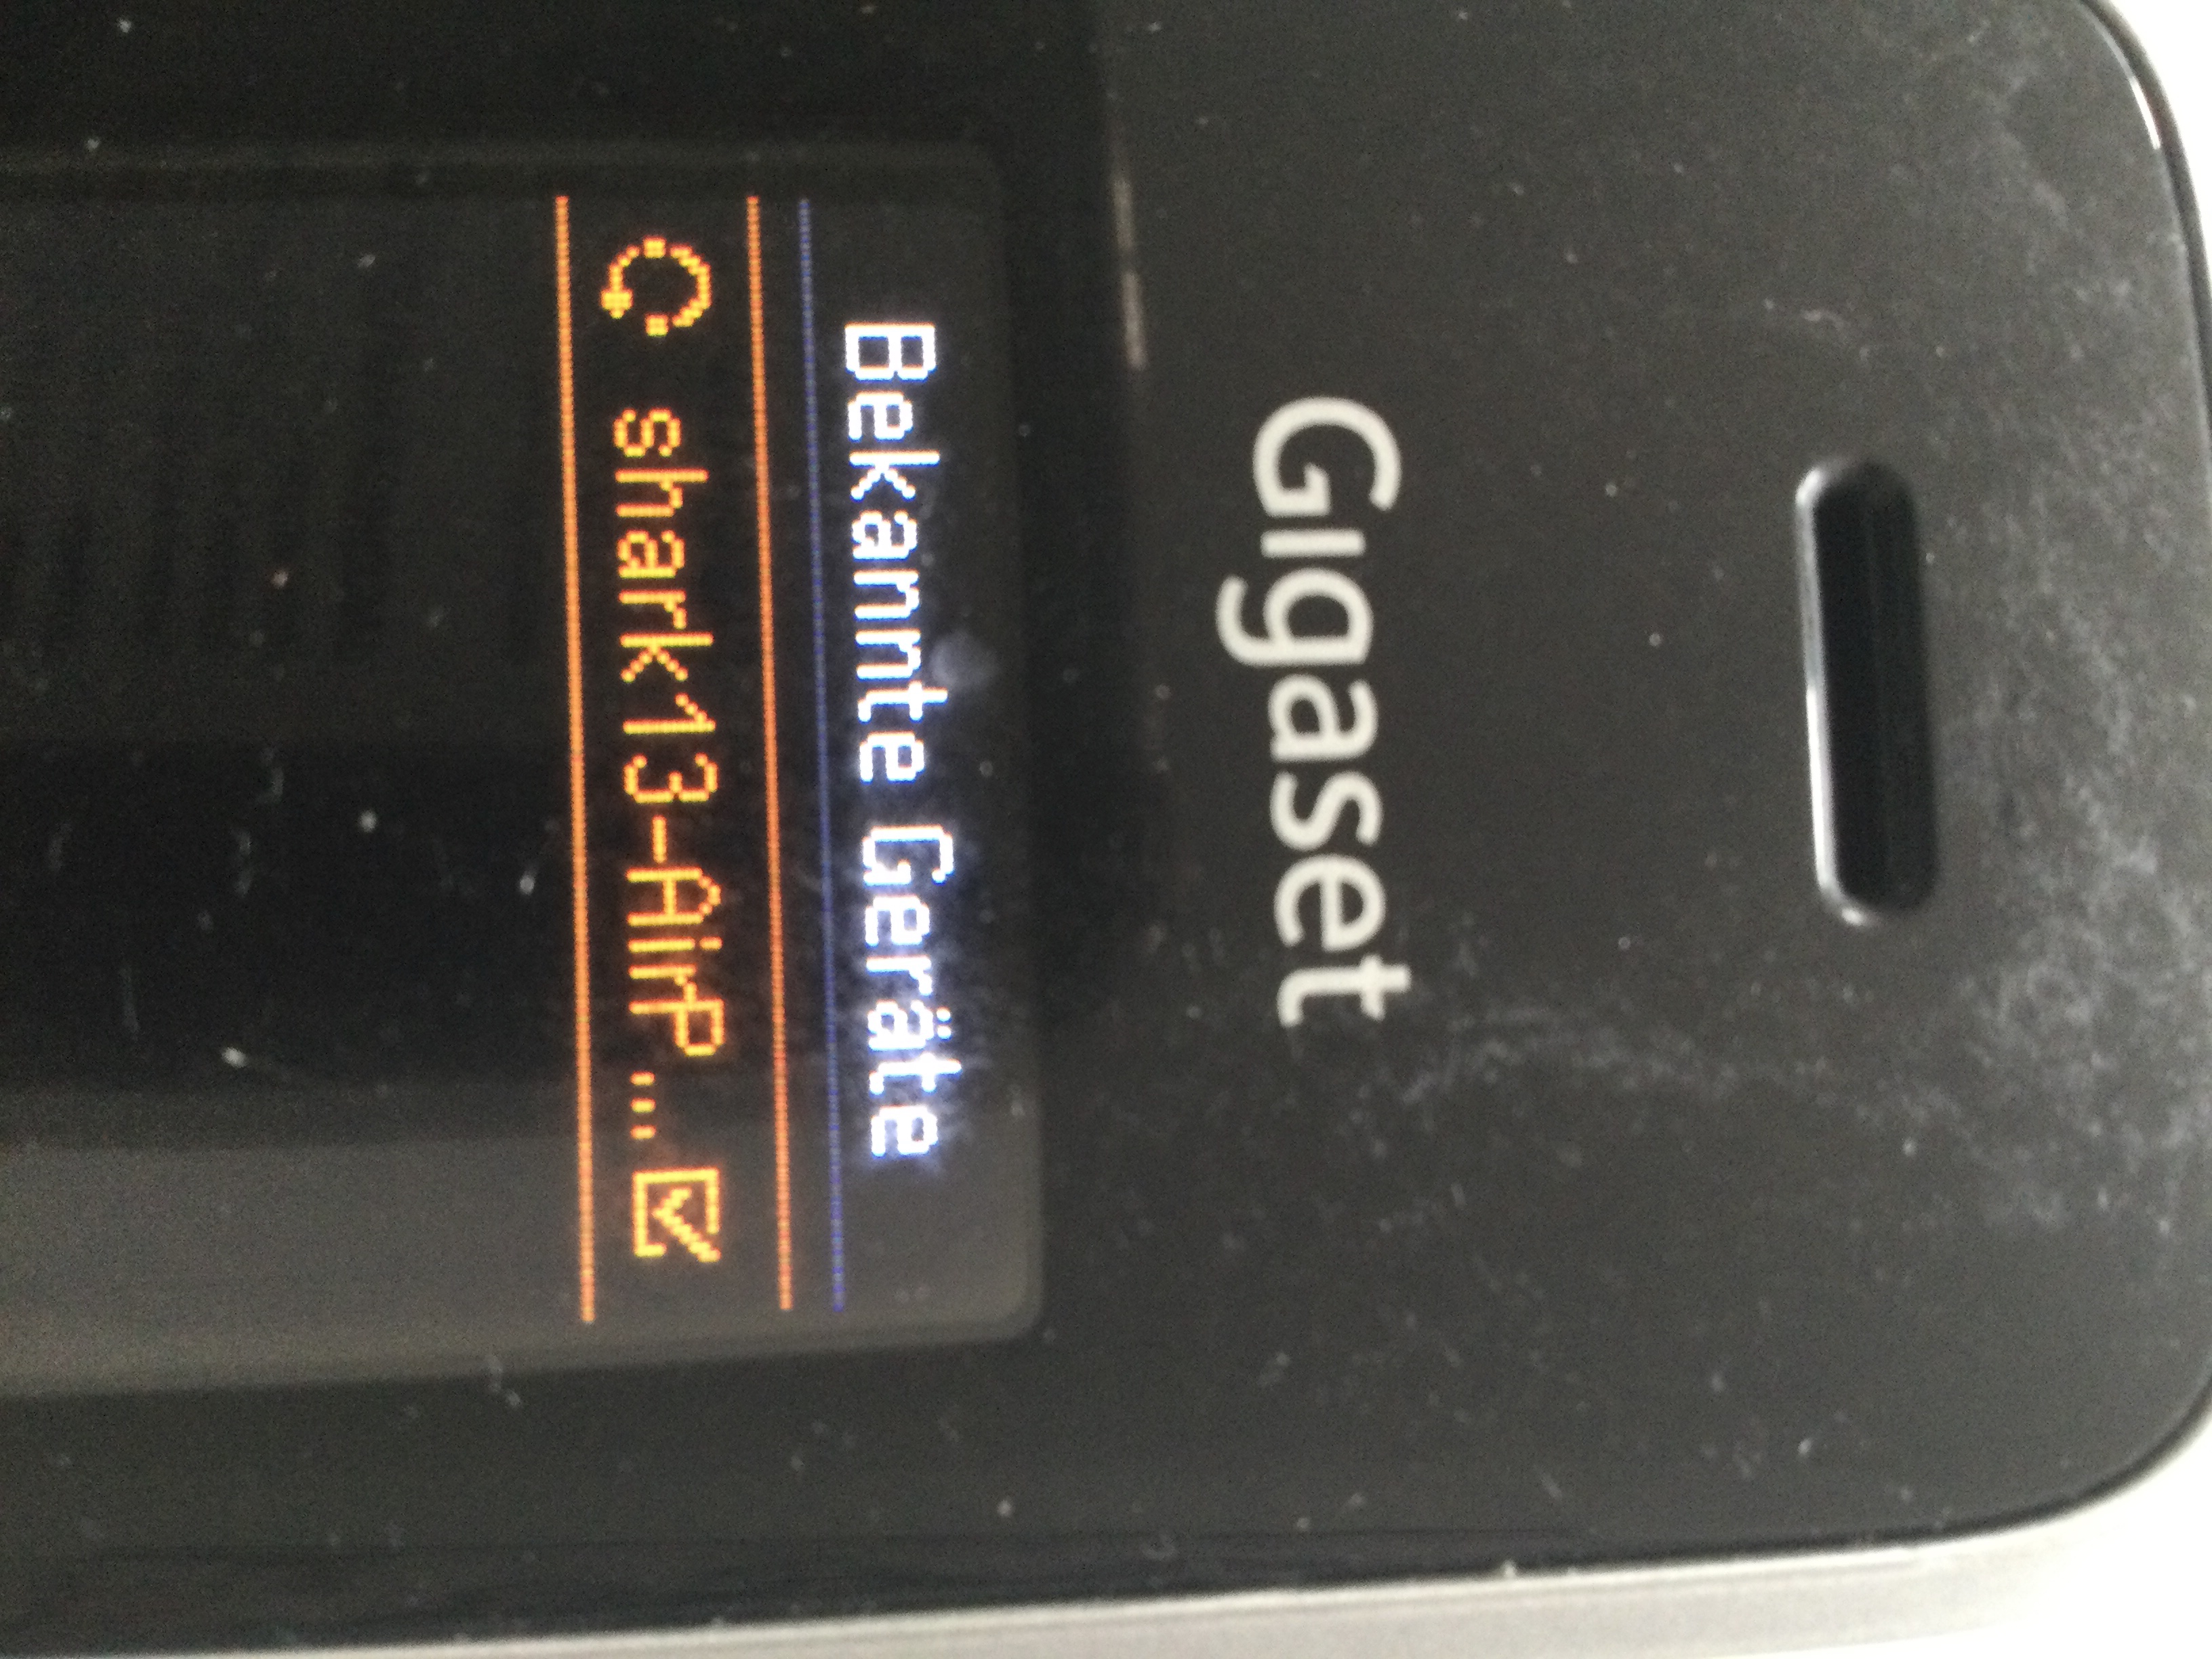 Gigaset
Bekannte Geräte
shark13-AirP...